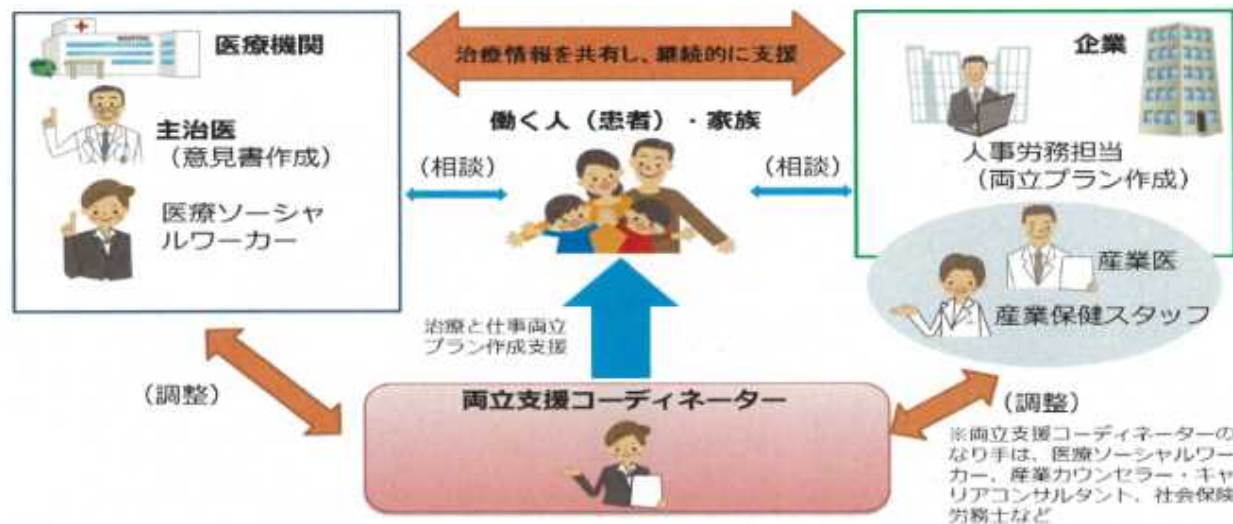 医療機関
主治医
（意見書作成）
医療ソーシャ
ルワーカー
治療情報を共有し、継続的に支援
働く人（患者）・家族
（相談）
（相談）
企業
人事労務担当
（両立プラン作成）
産業医
産業保健スタッフ
治療と仕事両立
プラン作成支援
（調整）
両立支援コーディネーター
（調整）
※両立支援コーディネーターの
なり手は、医療ソーシャルワー
カー、産業カウンセラー・キャ
リアコンサルタント、社会保険
労務士など